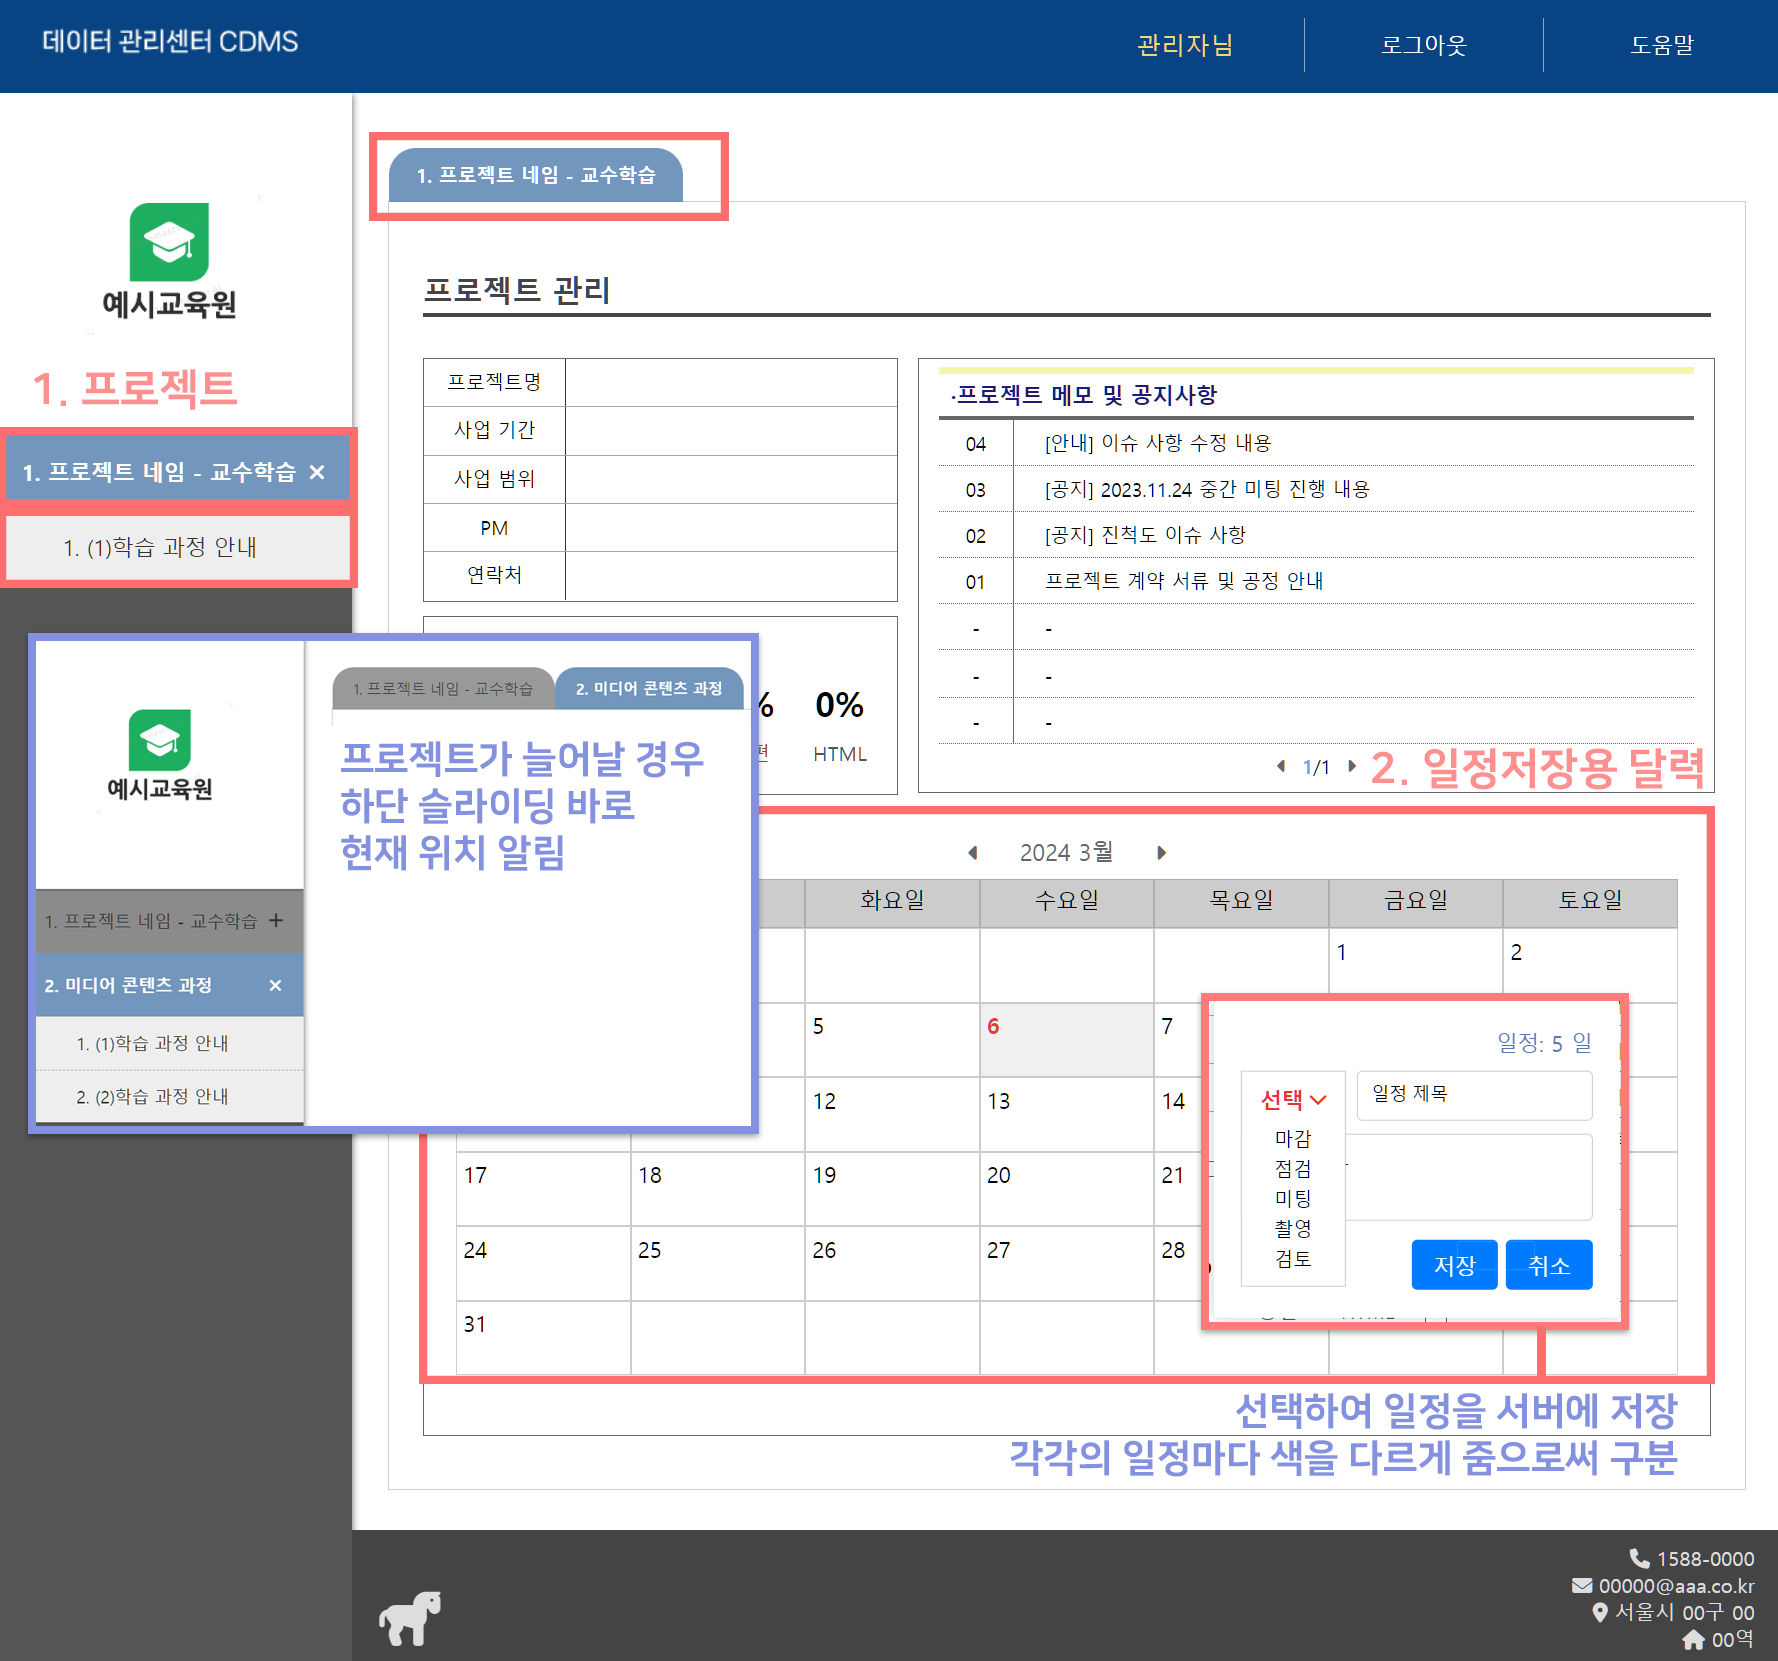 데이터 관리센터 CDMS
관리자님
로그아웃
도움말
예시교육원
1. 프로젝트
1. 프로젝트 네임 - 교수학습 ×
1. (1)학습 과정 안내
1. 프로젝트 네임 - 교수학습
프로젝트 관리
프로젝트명
사업 기간
사업 범위
PM
연락처
·프로젝트 메모 및 공지사항
04 [안내] 이슈 사항 수정 내용
03 [공지] 2023.11.24 중간 미팅 진행 내용
02 [공지] 진척도 이슈 사항
01 프로젝트 계약 서류 및 공정 안내
- -
- -
- -
1/1
% 0%
편 HTML
2. 일정저장용 달력
예시교육원
1. 프로젝트 네임 - 교수학습 +
2. 미디어 콘텐츠 과정 ×
1. (1)학습 과정 안내
2. (2)학습 과정 안내
1. 프로젝트 네임 - 교수학습
2. 미디어 콘텐츠 과정
프로젝트가 늘어날 경우
하단 슬라이딩 바로
현재 위치 알림
2024 3월
화요일 수요일 목요일 금요일 토요일
1 2
5 6 7
12 13 14
17 18 19 20 21
24 25 26 27 28
31
일정: 5 일
선택
일정 제목
마감
점검
미팅
촬영
검토
저장
취소
선택하여 일정을 서버에 저장
각각의 일정마다 색을 다르게 줌으로써 구분
1588-0000
00000@aaa.co.kr
서울시 00구 00
00역